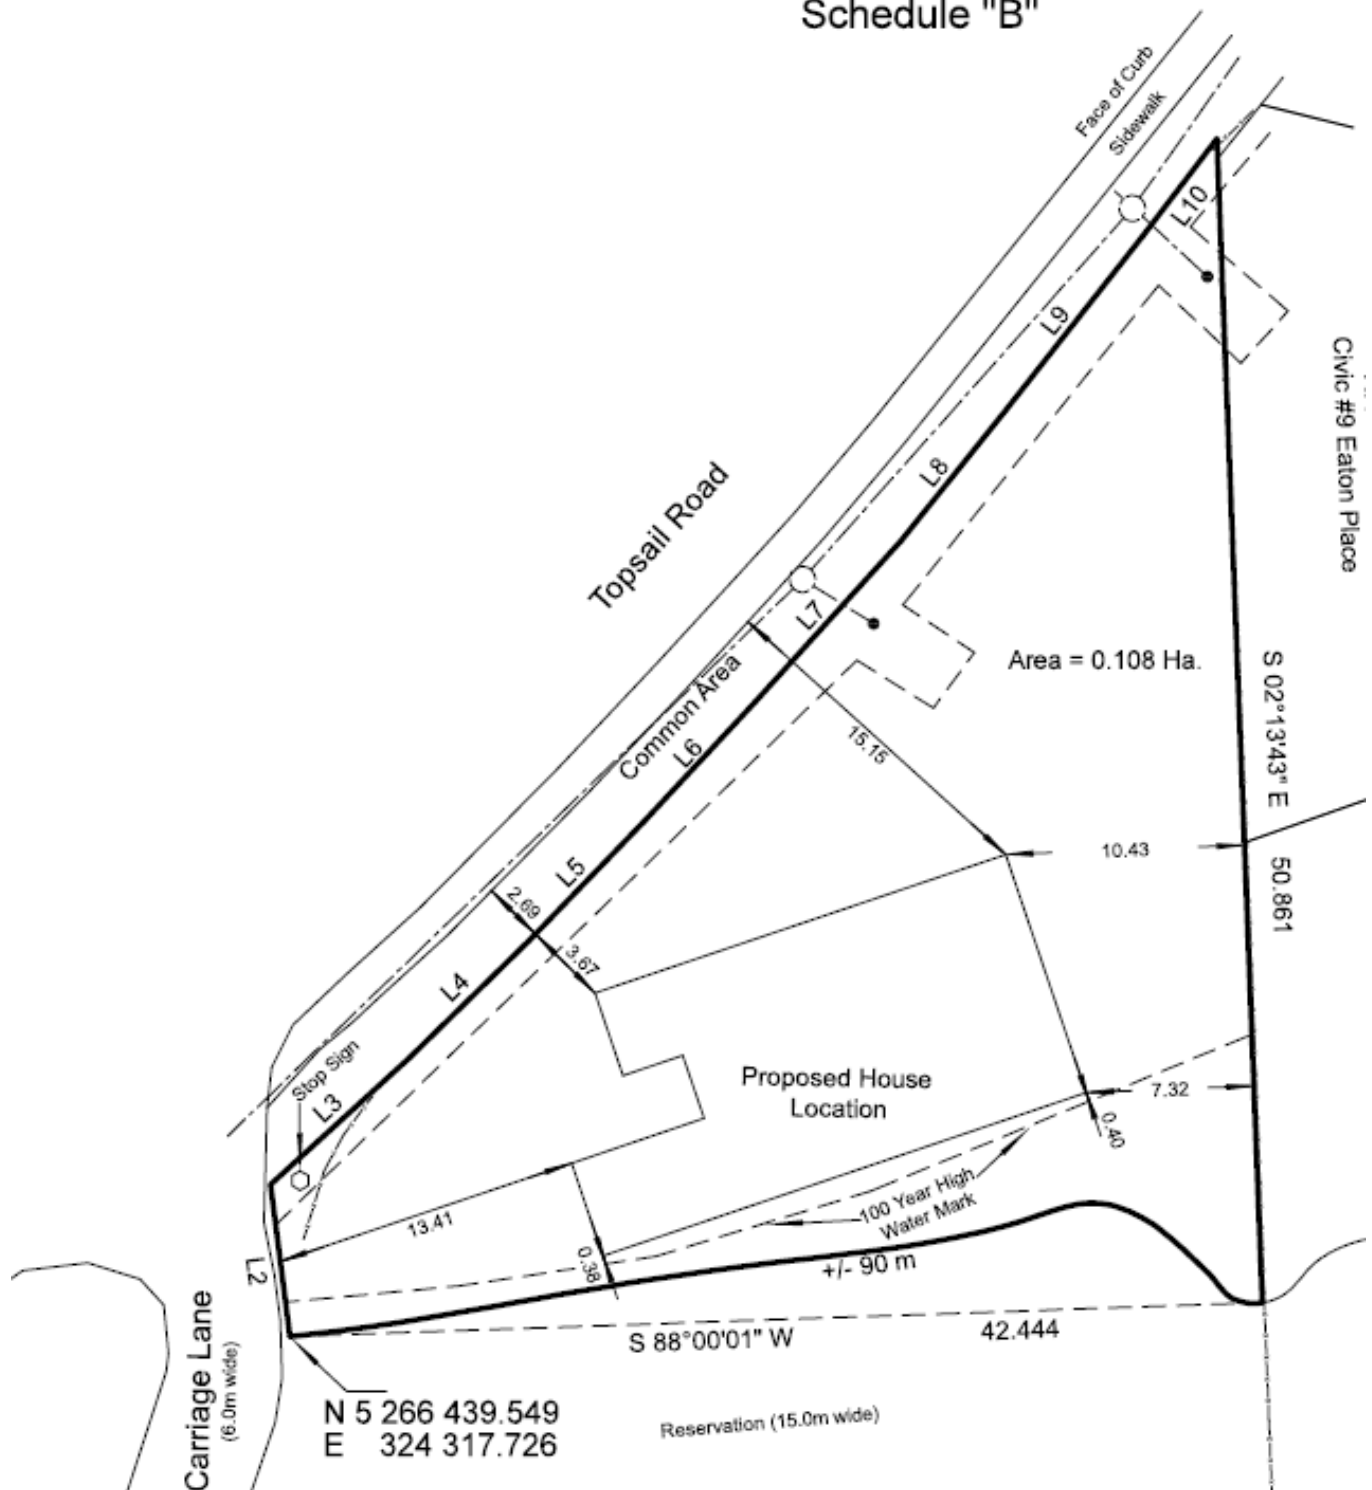 Schedule "B"
Face of Curb
Sidewalk
L10
L9
Civic #9 Eaton Place
L8
Topsail Road
L7
Common Area
Area = 0.108 Ha.
S 02°13'43" E 50.861
L6
15.15
10.43
L5
2.69
3.67
L4
Stop Sign
L3
Proposed House
Location
7.32
0.40
100 Year High
Water Mark
13.41
0.38
L2
+/- 90 m
S 88°00'01" W 42.444
Carriage Lane
(6.0m wide)
N 5 266 439.549
E 324 317.726
Reservation (15.0m wide)